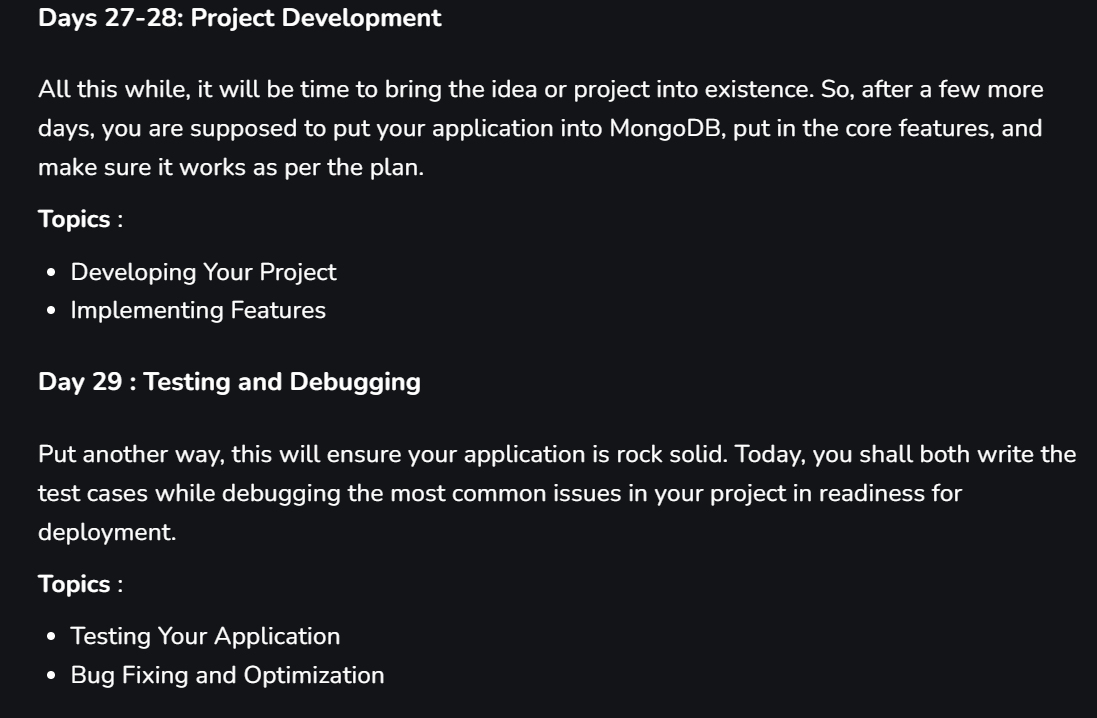 Days 27-28: Project Development
All this while, it will be time to bring the idea or project into existence. So, after a few more
days, you are supposed to put your application into MongoDB, put in the core features, and
make sure it works as per the plan.
Topics :
• Developing Your Project
• Implementing Features
Day 29 : Testing and Debugging
Put another way, this will ensure your application is rock solid. Today, you shall both write the
test cases while debugging the most common issues in your project in readiness for
deployment.
Topics :
• Testing Your Application
• Bug Fixing and Optimization